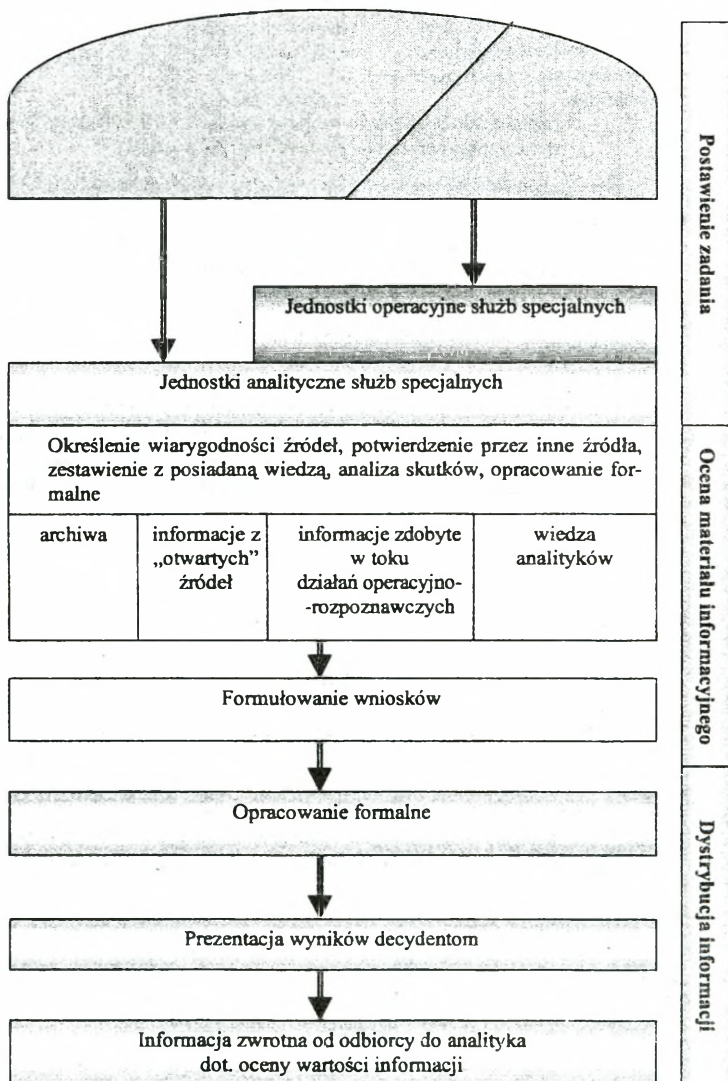 Jednostki operacyjne służb specjalnych
Jednostki analityczne służb specjalnych
Określenie wiarygodności źródeł, potwierdzenie przez inne źródła,
zestawienie z posiadaną wiedzą, analiza skutków, opracowanie for-
malne
archiwa
informacje z
„otwartych”
źródeł
informacje zdobyte
w toku
działań operacyjno-
-rozpoznawczych
wiedza
analityków
Formułowanie wniosków
Opracowanie formalne
Prezentacja wyników decydentom
Informacja zwrotna od odbiorcy do analityka
dot. oceny wartości informacji
Postawienie zadania
Ocena materiału informacyjnego
Dystrybucja informacji